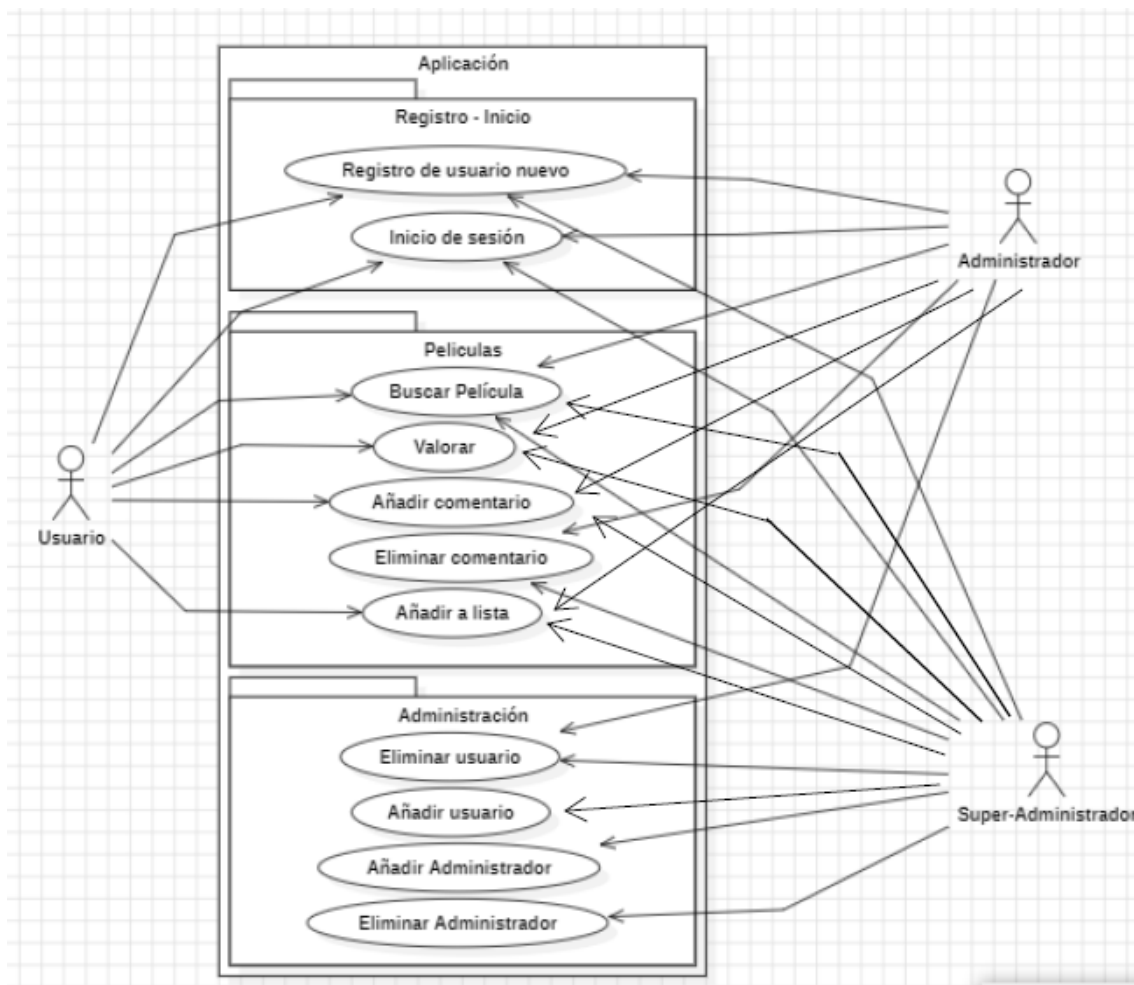 Aplicación
Registro - Inicio
Registro de usuario nuevo
Inicio de sesión
Administrador
Peliculas
Buscar Película
Valorar
Añadir comentario
Usuario
Eliminar comentario
Añadir a lista
Administración
Eliminar usuario
Añadir usuario
Super-Administrador
Añadir Administrador
Eliminar Administrador